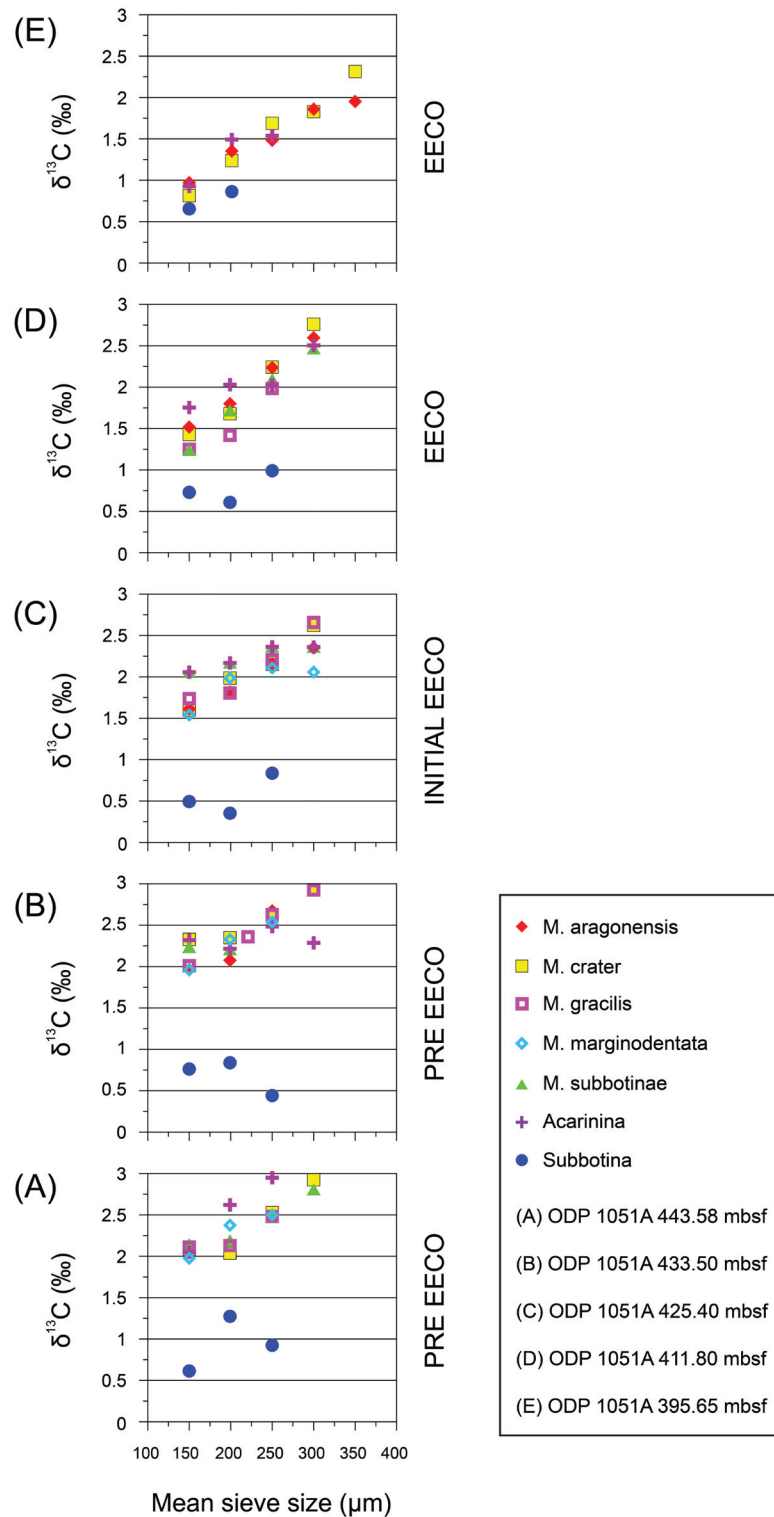 (E)
3
2.5
2
1.5
1
0.5
0
δ¹³C (‰)
EECO
(D)
3
2.5
2
1.5
1
0.5
0
δ¹³C (‰)
EECO
(C)
3
2.5
2
1.5
1
0.5
0
δ¹³C (‰)
INITIAL EECO
(B)
3
2.5
2
1.5
1
0.5
0
δ¹³C (‰)
PRE EECO
(A)
3
2.5
2
1.5
1
0.5
0
δ¹³C (‰)
PRE EECO
100 150 200 250 300 350 400
Mean sieve size (µm)
M. aragonensis
M. crater
M. gracilis
M. marginodentata
M. subbotinae
Acarinina
Subbotina
(A) ODP 1051A 443.58 mbsf
(B) ODP 1051A 433.50 mbsf
(C) ODP 1051A 425.40 mbsf
(D) ODP 1051A 411.80 mbsf
(E) ODP 1051A 395.65 mbsf